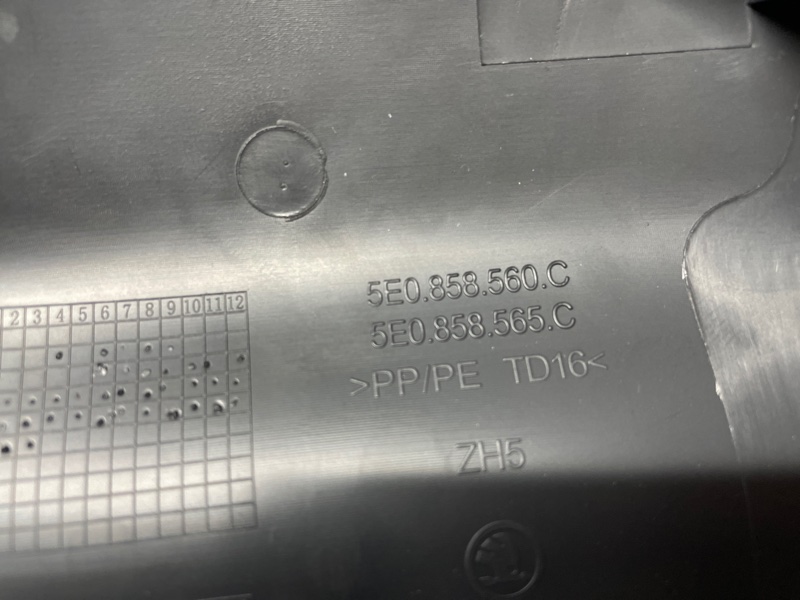 5E0.858.560.C
5E0.858.565.C
>PP/PE TD16<
ZH5
2 3 4 5 6 7 8 9 10 11 12